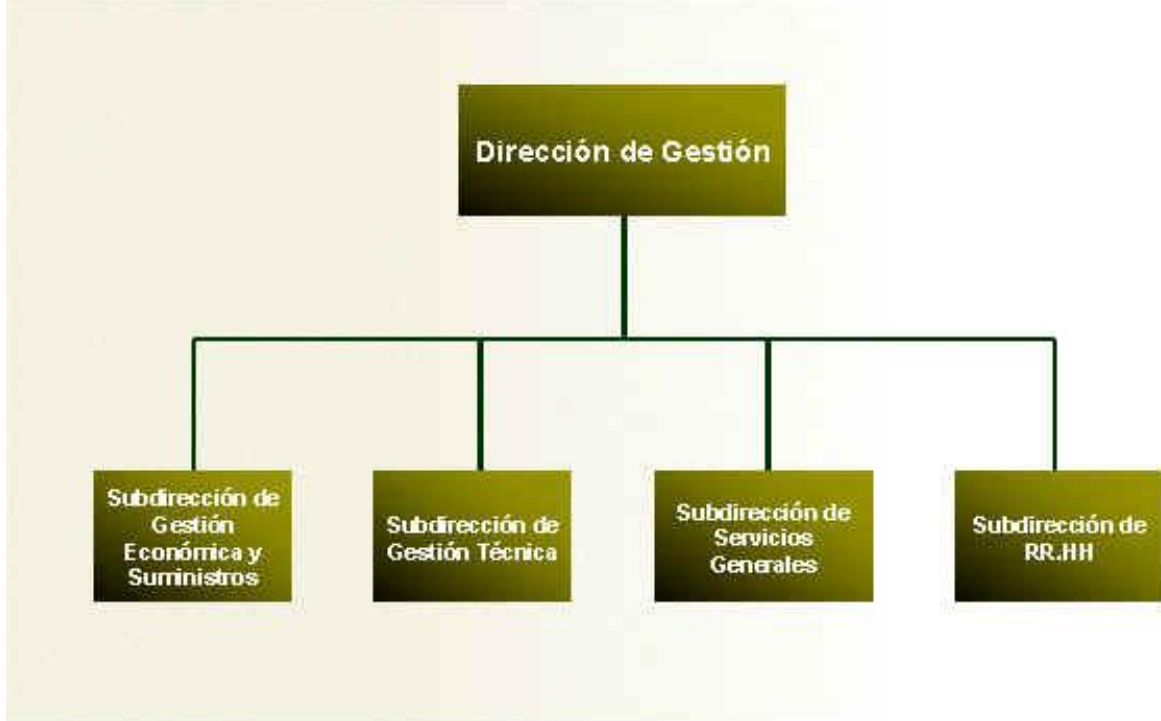 Dirección de Gestión
Subdirección de
Gestión
Económica y
Suministros
Subdirección de
Gestión Técnica
Subdirección de
Servicios
Generales
Subdirección de
RR.HH